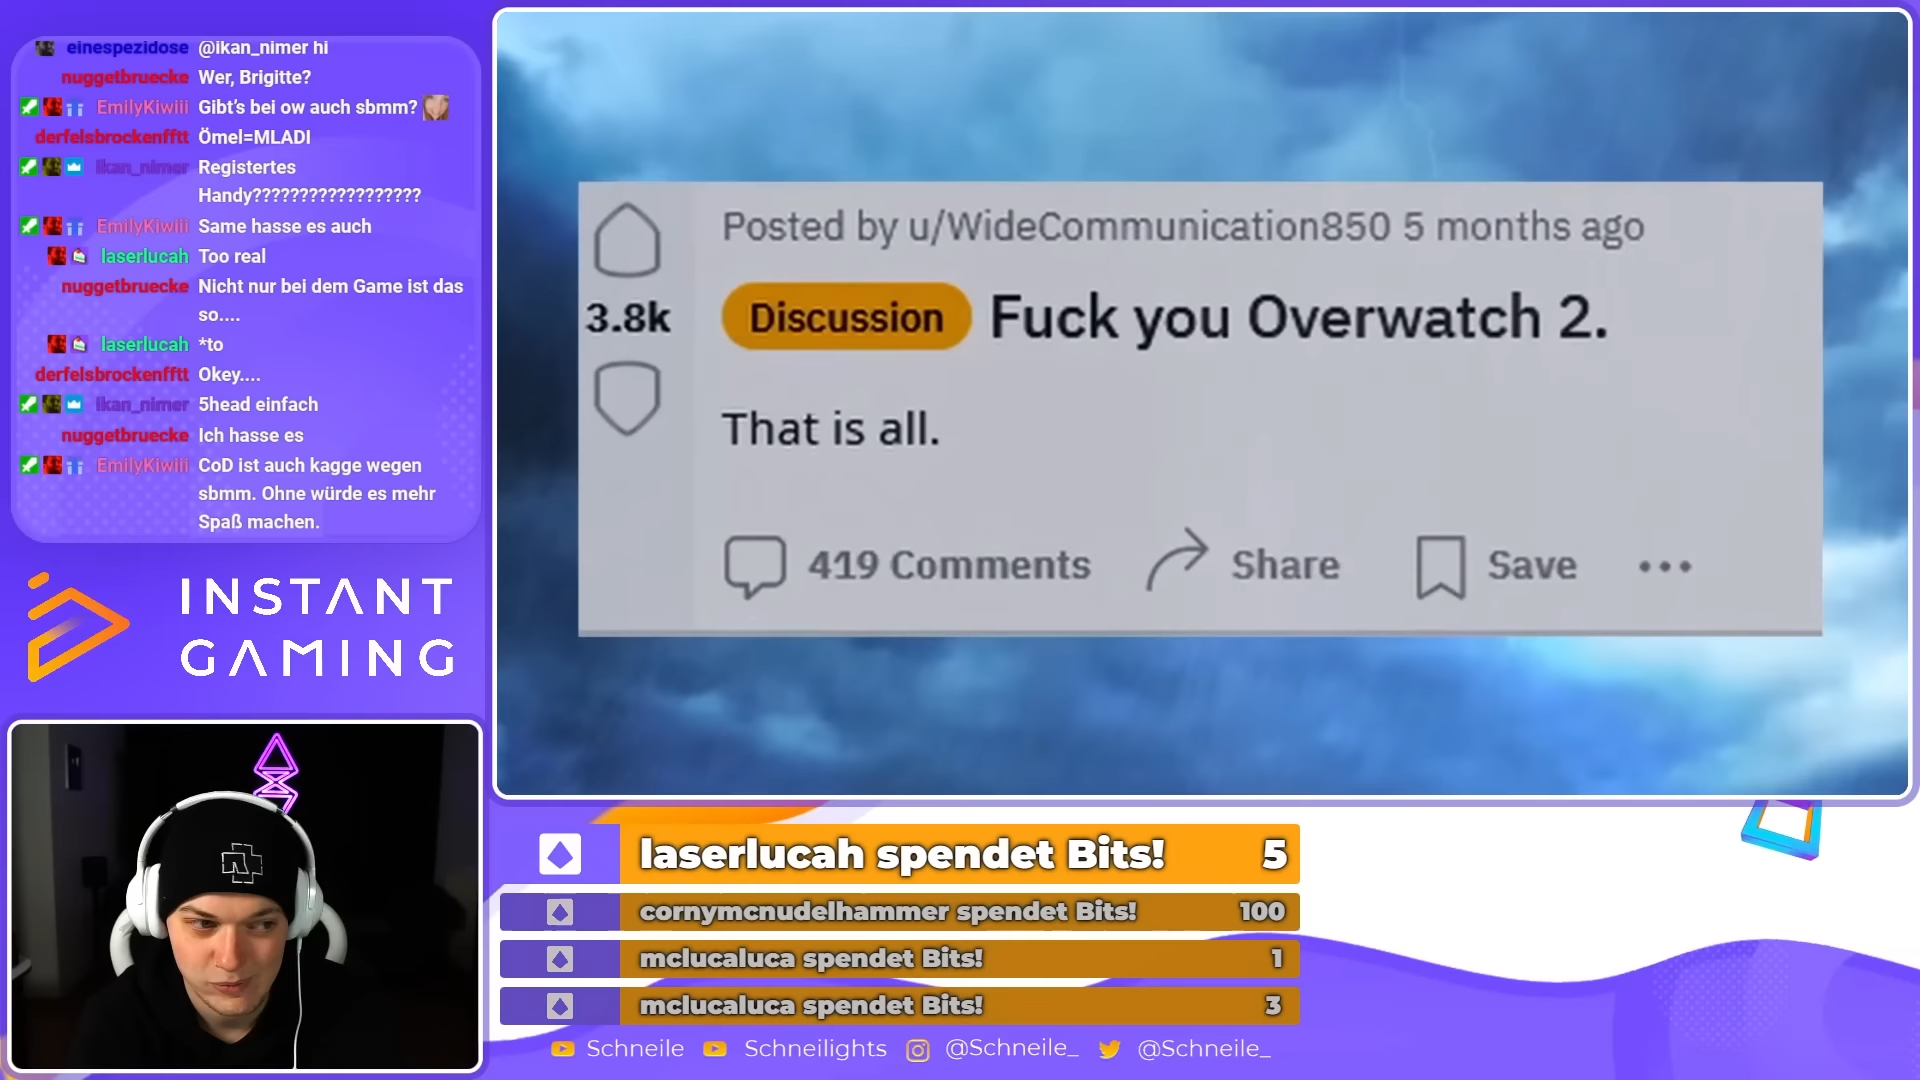 einespezidose @ikan_nimer hi
nuggetbruecke Wer, Brigitte?
EmilyKiwiii Gibt's bei ow auch sbmm?
derfelsbrockenfftt Ömel=MLADI
Ikan_nimer Registertes
Handy??????????????????
EmilyKiwiii Same hasse es auch
laserlucah Too real
nuggetbruecke Nicht nur bei dem Game ist das
so....
laserlucah *to
derfelsbrockenfftt Okey....
Ikan_nimer 5head einfach
nuggetbruecke Ich hasse es
EmilyKiwiii CoD ist auch kagge wegen
sbmm. Ohne würde es mehr
Spaß machen.
INSTANT
GAMING
Posted by u/WideCommunication850 5 months ago
3.8k
Discussion Fuck you Overwatch 2.
That is all.
419 Comments Share Save
laserlucah spendet Bits! 5
cornymcnudelhammer spendet Bits! 100
mclucaluca spendet Bits! 1
mclucaluca spendet Bits! 3
Schneile Schneilights @Schneile_ @Schneile_